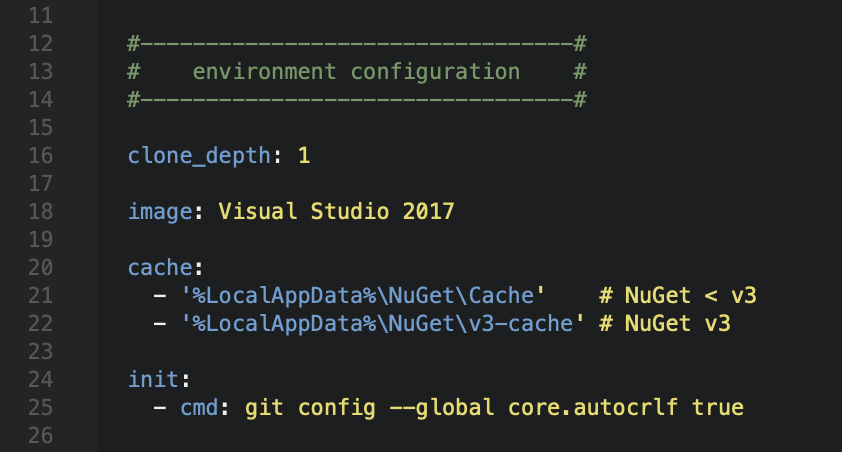 11
12 #---------------------------------#
13 #    environment configuration    #
14 #---------------------------------#
15
16 clone_depth: 1
17
18 image: Visual Studio 2017
19
20 cache:
21   - '%LocalAppData%\NuGet\Cache'    # NuGet < v3
22   - '%LocalAppData%\NuGet\v3-cache' # NuGet v3
23
24 init:
25   - cmd: git config --global core.autocrlf true
26